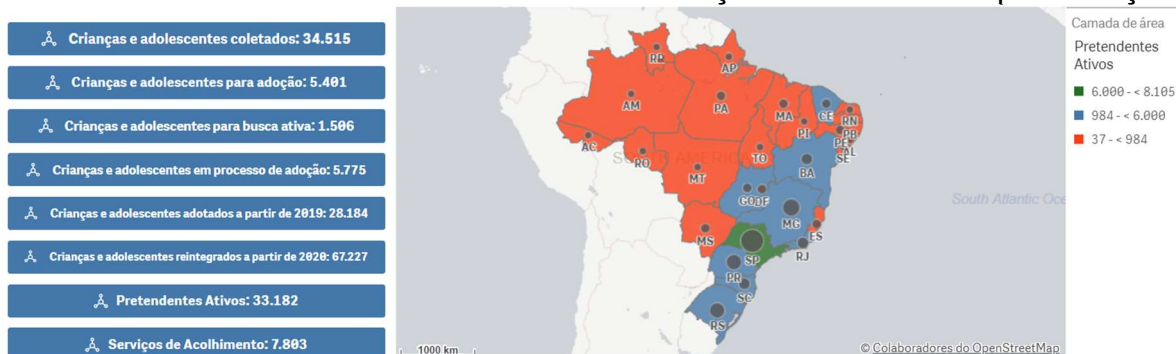 Crianças e adolescentes coletados: 34.515
Crianças e adolescentes para adoção: 5.401
Crianças e adolescentes para busca ativa: 1.506
Crianças e adolescentes em processo de adoção: 5.775
Crianças e adolescentes adotados a partir de 2019: 28.184
Crianças e adolescentes reintegrados a partir de 2020: 67.227
Pretendentes Ativos: 33.182
Serviços de Acolhimento: 7.803
RR
AP
AM
PA
MA
CE
RN
PB
PI
PE
AL
SE
AC
RO
TO
SOUTH AMERICA
BA
MT
GO
DF
MG
MS
ES
SP
RJ
PR
SC
RS
South Atlantic Oce
1000 km
© Colaboradores do OpenStreetMap
Camada de área
Pretendentes
Ativos
6.000 - < 8.105
984 - < 6.000
37 - < 984